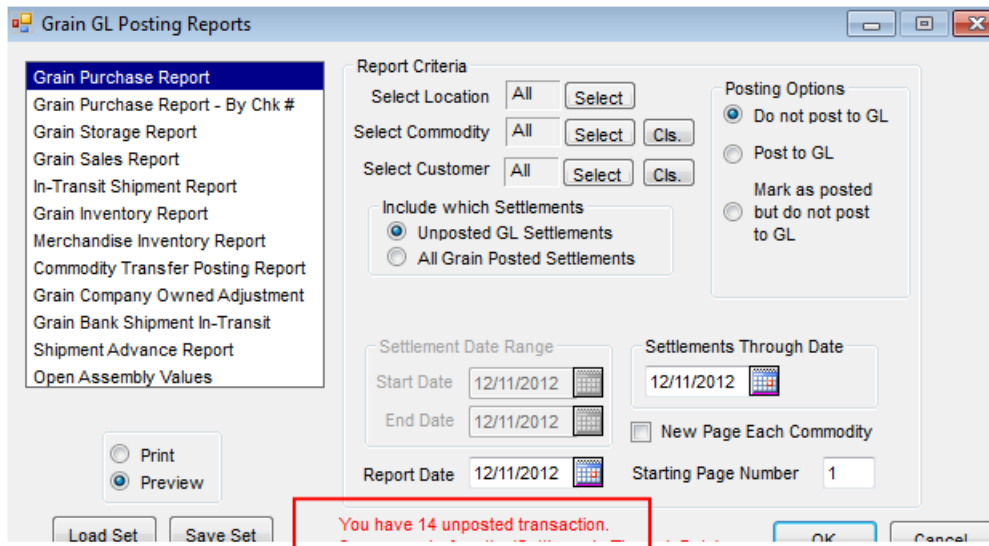 Grain GL Posting Reports
Grain Purchase Report
Grain Purchase Report - By Chk #
Grain Storage Report
Grain Sales Report
In-Transit Shipment Report
Grain Inventory Report
Merchandise Inventory Report
Commodity Transfer Posting Report
Grain Company Owned Adjustment
Grain Bank Shipment In-Transit
Shipment Advance Report
Open Assembly Values
Print
Preview
Load Set Save Set
Report Criteria
Select Location All Select
Select Commodity All Select Cls.
Select Customer All Select Cls.
Include which Settlements
Unposted GL Settlements
All Grain Posted Settlements
Posting Options
Do not post to GL
Post to GL
Mark as posted
but do not post
to GL
Settlement Date Range
Start Date 12/11/2012
End Date 12/11/2012
Settlements Through Date
12/11/2012
New Page Each Commodity
Report Date 12/11/2012
Starting Page Number 1
You have 14 unposted transaction.
OK Cancel